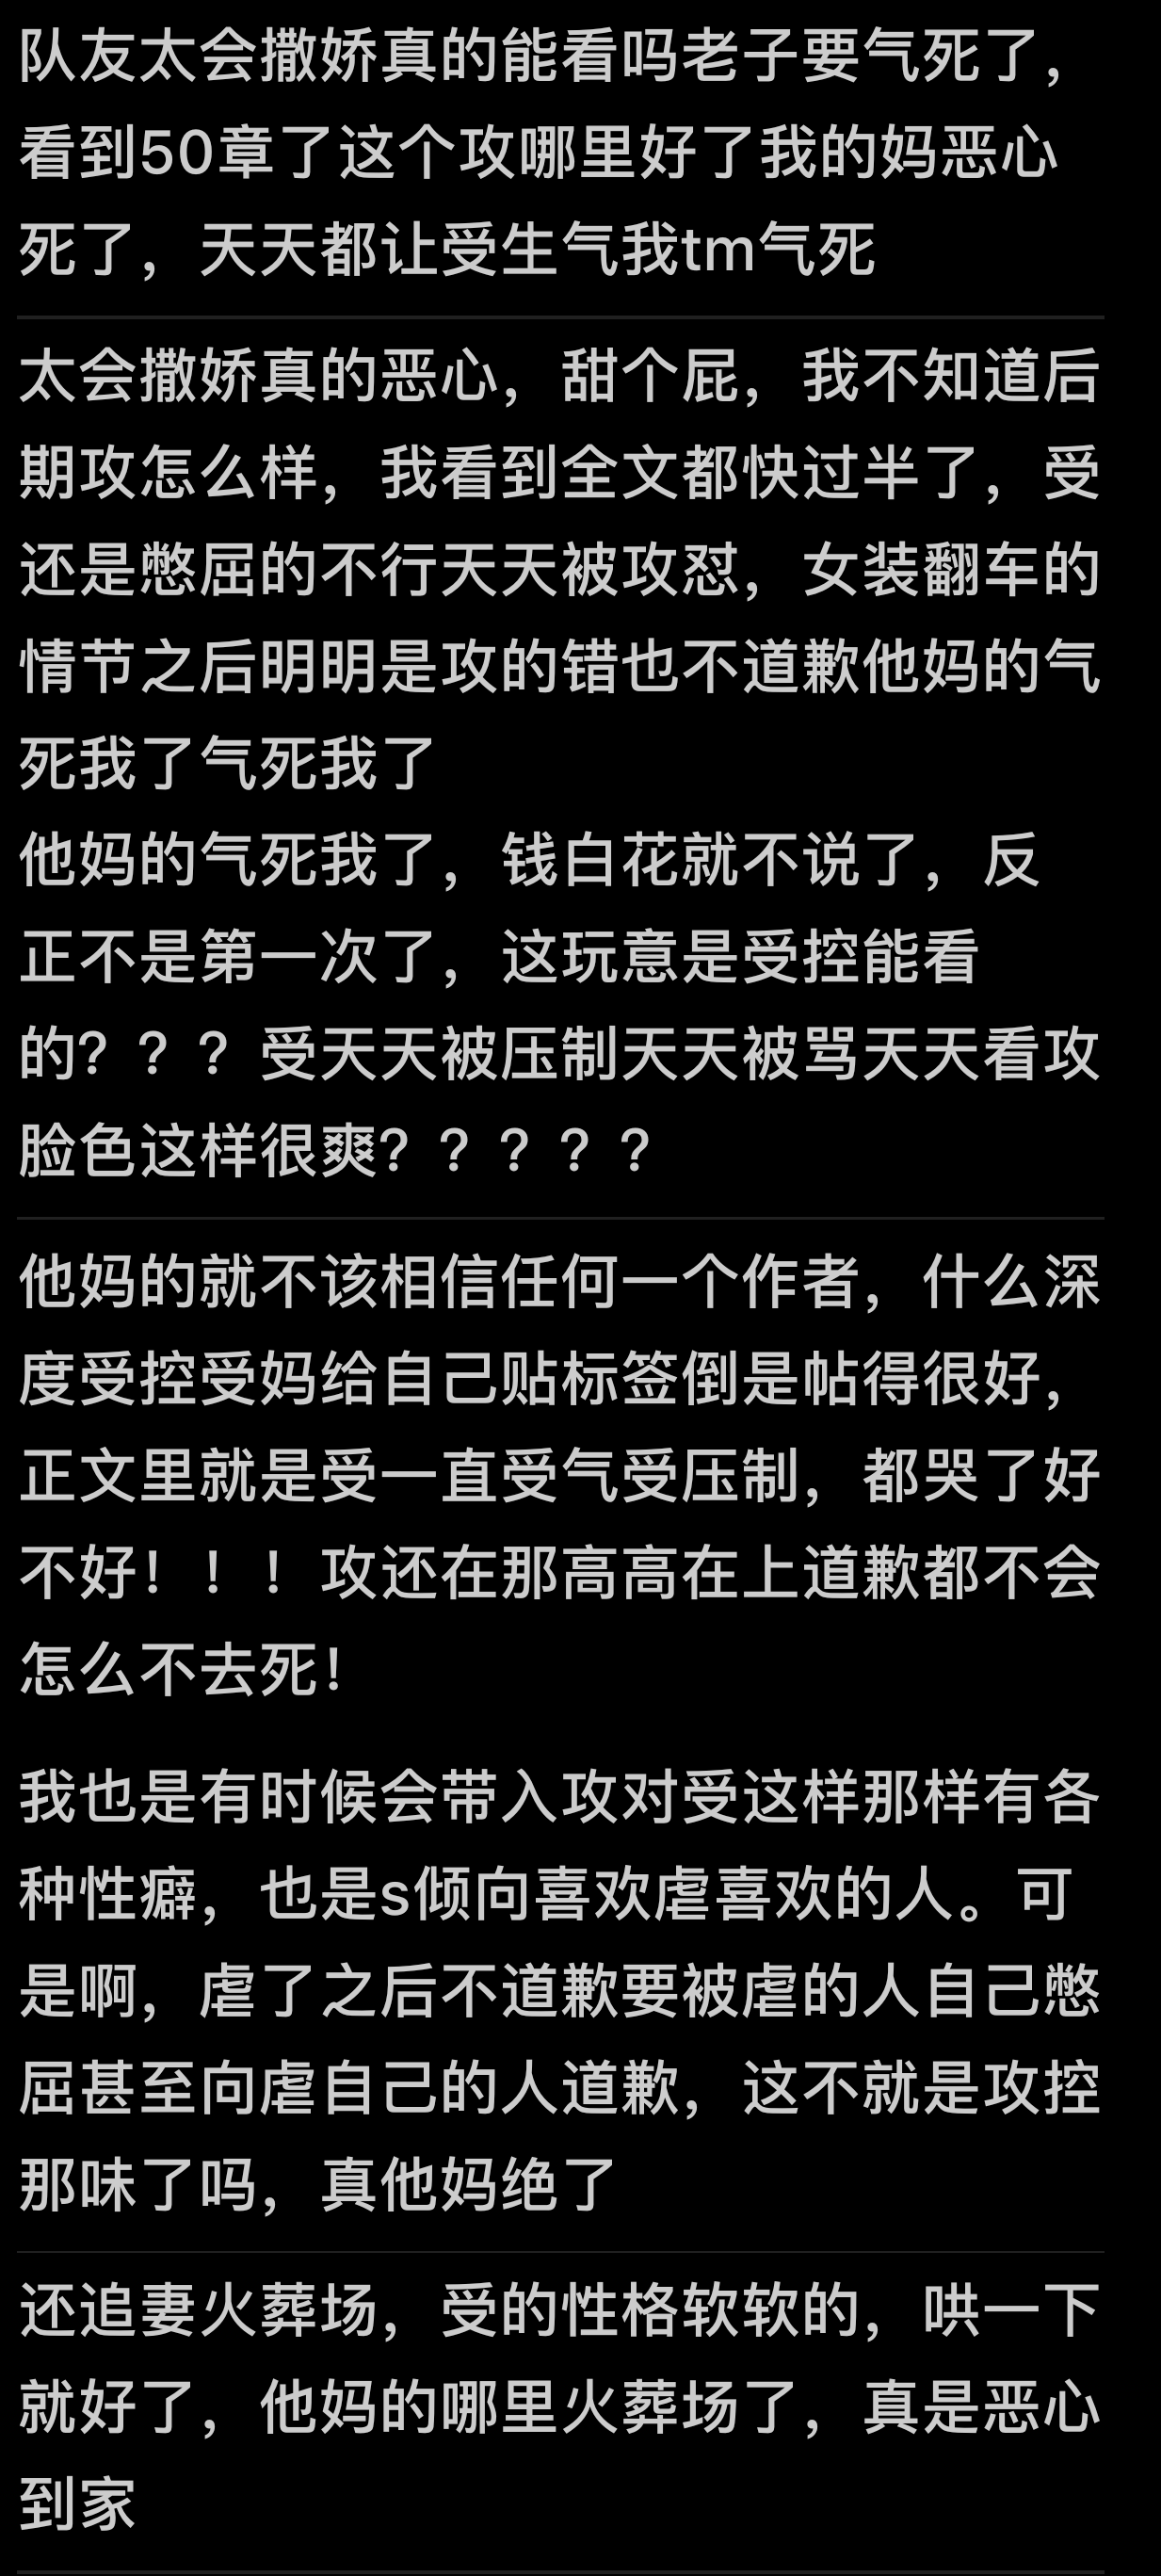 队友太会撒娇真的能看吗老子要气死了，
看到50章了这个攻哪里好了我的妈恶心
死了，天天都让受生气我tm气死
太会撒娇真的恶心，甜个屁，我不知道后
期攻怎么样，我看到全文都快过半了，受
还是憋屈的不行天天被攻怼，女装翻车的
情节之后明明是攻的错也不道歉他妈的气
死我了气死我了
他妈的气死我了，钱白花就不说了，反
正不是第一次了，这玩意是受控能看
的？？？受天天被压制天天被骂天天看攻
脸色这样很爽？？？？？
他妈的就不该相信任何一个作者，什么深
度受控受妈给自己贴标签倒是帖得很好，
正文里就是受一直受气受压制，都哭了好
不好！！！攻还在那高高在上道歉都不会
怎么不去死！
我也是有时候会带入攻对受这样那样有各
种性癖，也是s倾向喜欢虐喜欢的人。可
是啊，虐了之后不道歉要被虐的人自己憋
屈甚至向虐自己的人道歉，这不就是攻控
那味了吗，真他妈绝了
还追妻火葬场，受的性格软软的，哄一下
就好了，他妈的哪里火葬场了，真是恶心
到家